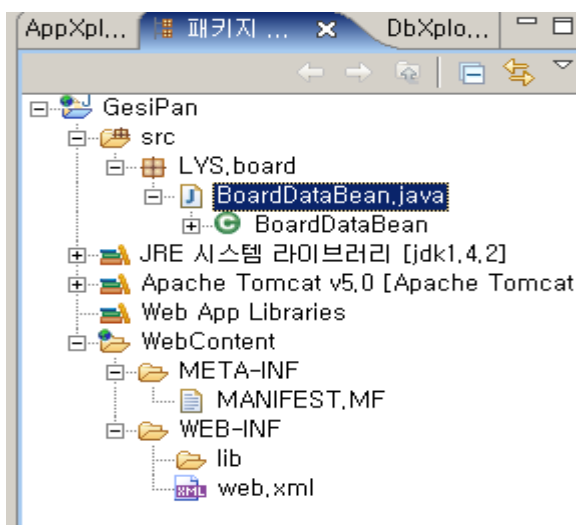 AppXpl... 패키지 ... DbXplo...
GesiPan
src
LYS.board
BoardDataBean.java
BoardDataBean
JRE 시스템 라이브러리 [jdk1.4.2]
Apache Tomcat v5.0 [Apache Tomcat
Web App Libraries
WebContent
META-INF
MANIFEST.MF
WEB-INF
lib
web.xml